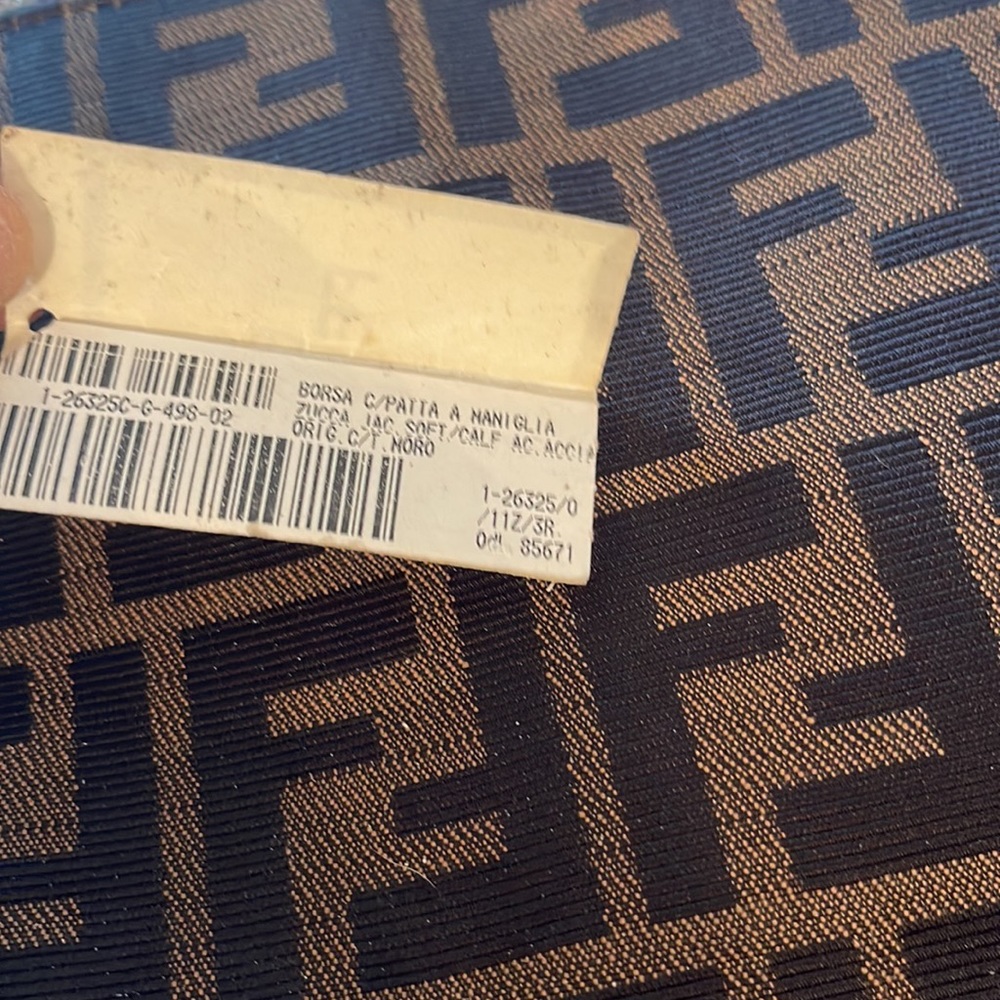 1-26325C-G-49S-02
BORSA C/PATTA A MANIGLIA
ZUCCA JAC.SOFT/CALF AC.ACCIA
ORIG.C/T.MORO
1-26325/0
/11Z/3R.
Odl. 85671